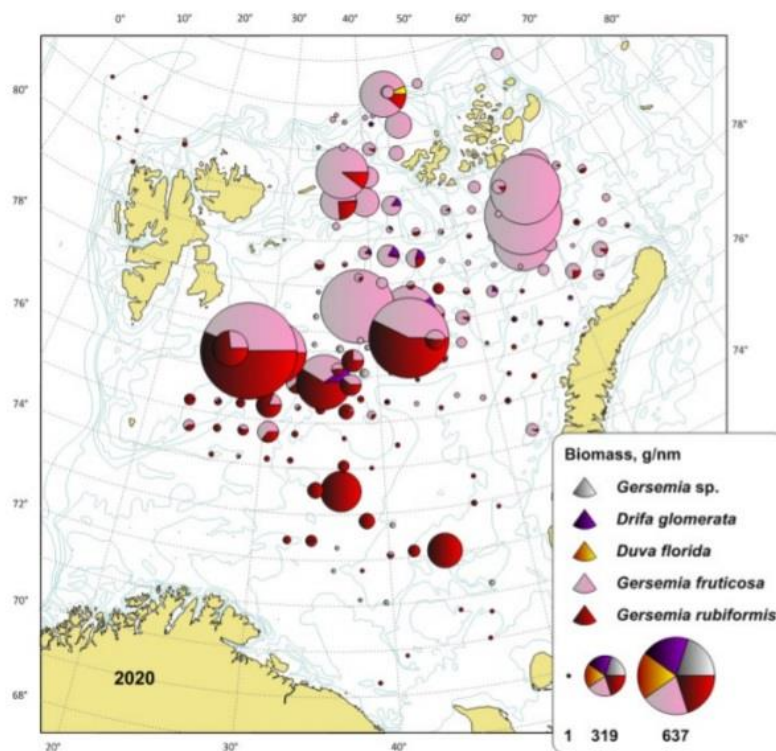 0° 10° 20° 30° 40° 50° 60° 70° 80°
80°
78°
78°
76°
76°
74°
74°
72°
70°
68°
2020
20° 30° 40°
Biomass, g/nm
Gersemia sp.
Drifa glomerata
Duva florida
Gersemia fruticosa
Gersemia rubiformis
1 319 637